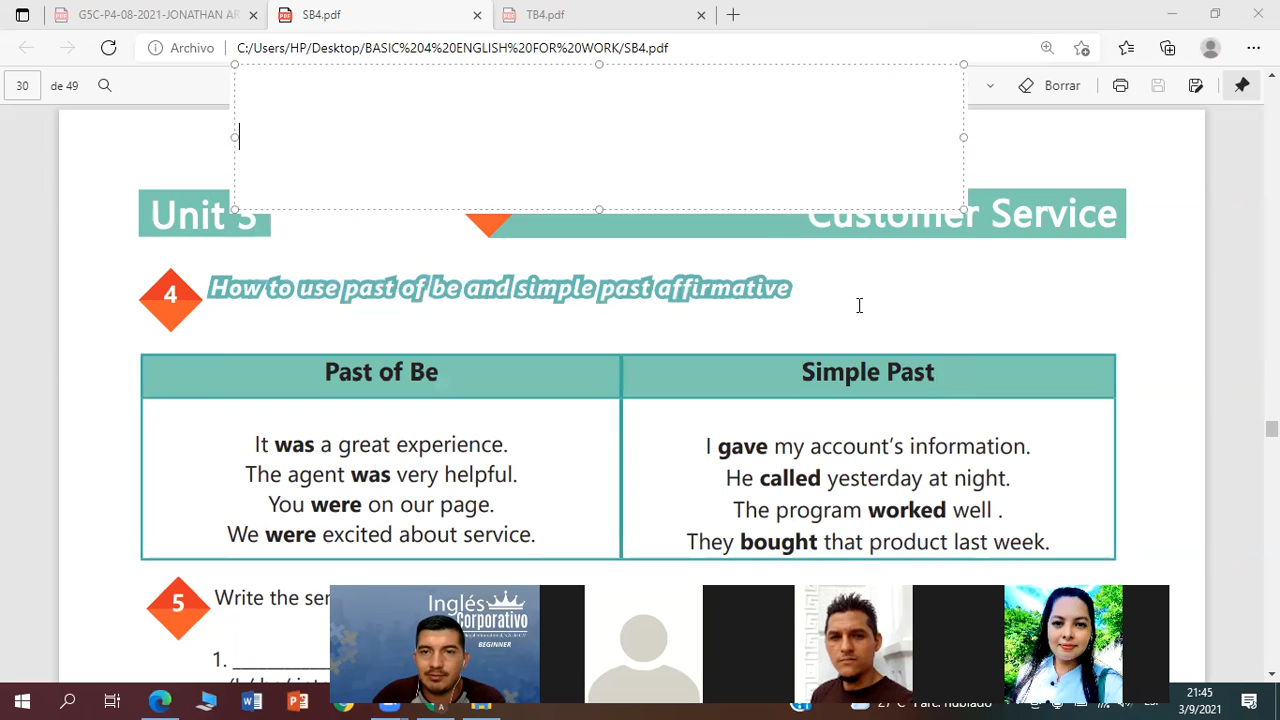 G5C-P4-08-2021-JONATHAN AR
SB4.pdf
TB4.pdf
Archivo
C:/Users/HP/Desktop/BASIC%204%20ENGLISH%20FOR%20WORK/SB4.pdf
30 de 49
Borrar
Unit 5
Customer Service
4 How to use past of be and simple past affirmative
Past of Be
Simple Past
It was a great experience.
The agent was very helpful.
You were on our page.
We were excited about service.
I gave my account's information.
He called yesterday at night.
The program worked well .
They bought that product last week.
5 Write the ser
1. ________
Inglés
Corporativo
BEGINNER
21:45
3/9/2021